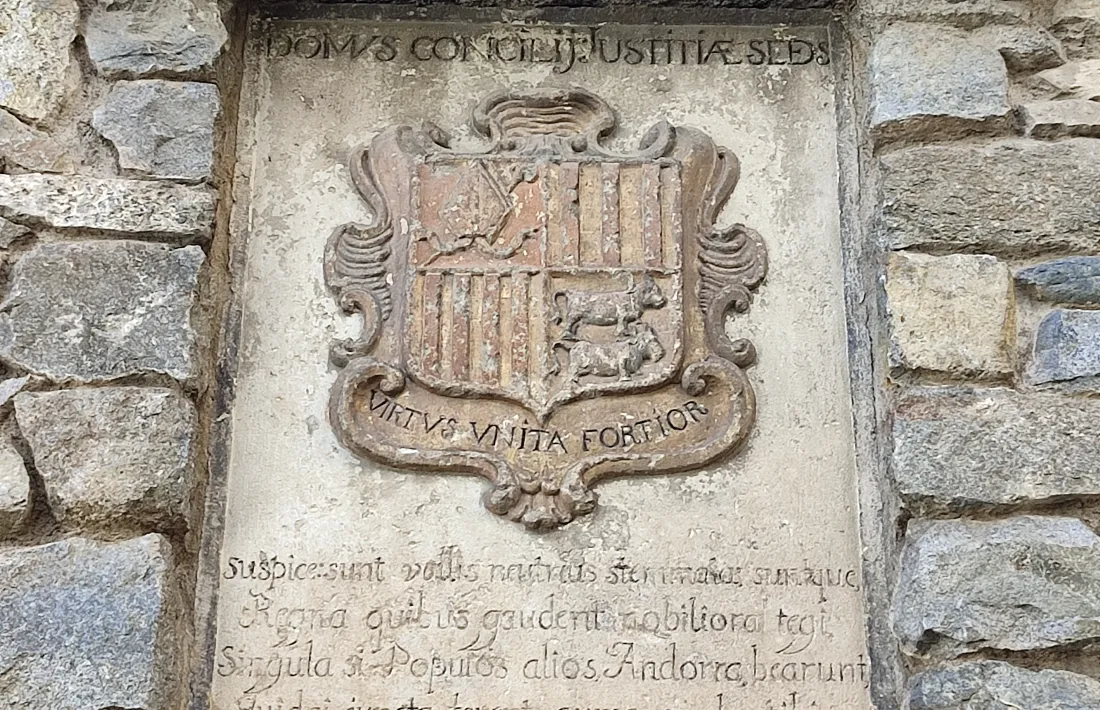 DOMVS CONCILIJ: JUSTITIÆ SEDS
VIRTVS VNITA FORTIOR
suspice: sunt vallis neutrius stemmata: suntque,
Regna quibus gaudent nobiliora tegi,
Singula si Populos alios, Andorra, bearunt,